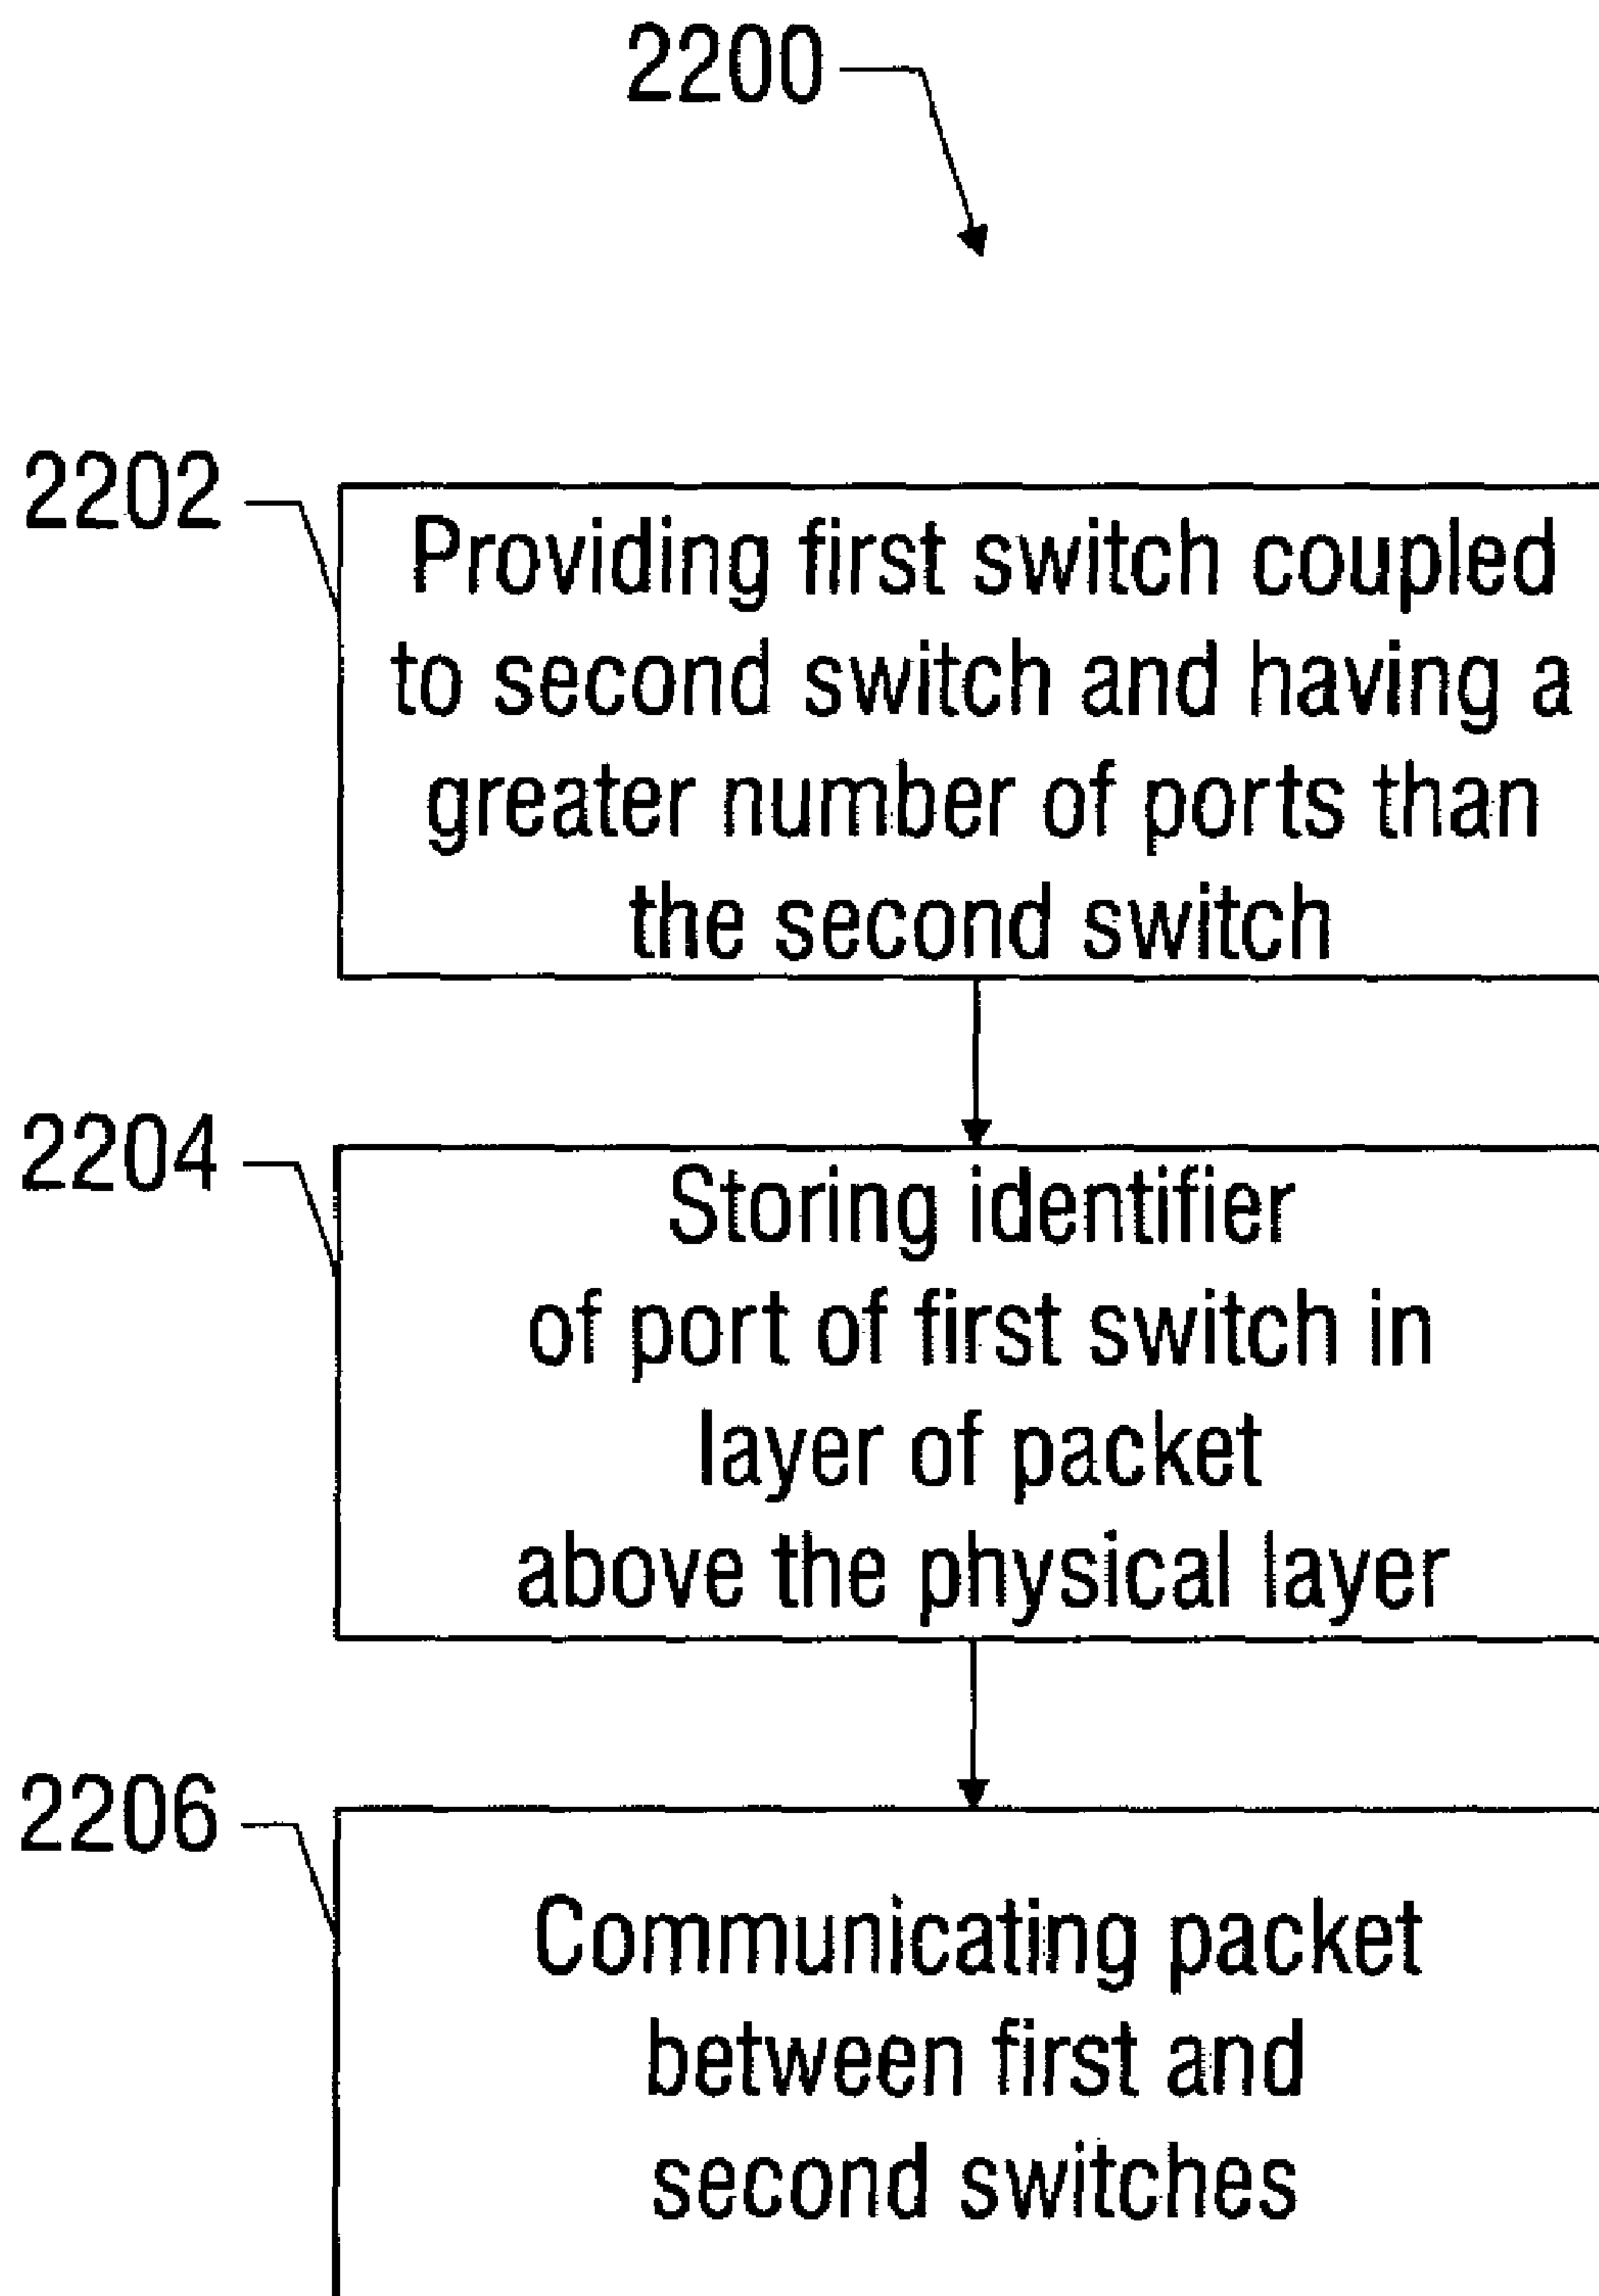 2200
2202
Providing first switch coupled
to second switch and having a
greater number of ports than
the second switch
2204
Storing identifier
of port of first switch in
layer of packet
above the physical layer
2206
Communicating packet
between first and
second switches